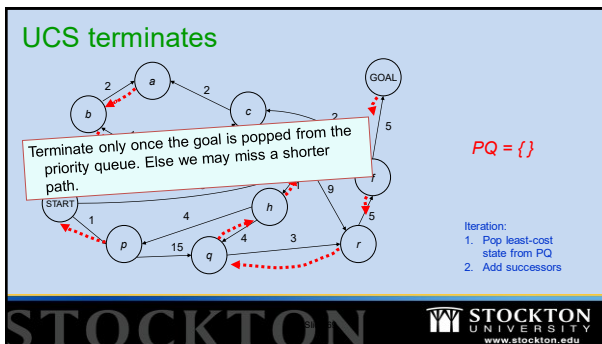 UCS terminates
GOAL
a
2
2
b
c
2
5
Terminate only once the goal is popped from the
priority queue. Else we may miss a shorter
path.
PQ = { }
f
9
START
h
1
4
5
p
15
q
4
3
r
Iteration:
1. Pop least-cost
state from PQ
2. Add successors
STOCKTON
STOCKTON
UNIVERSITY
www.stockton.edu